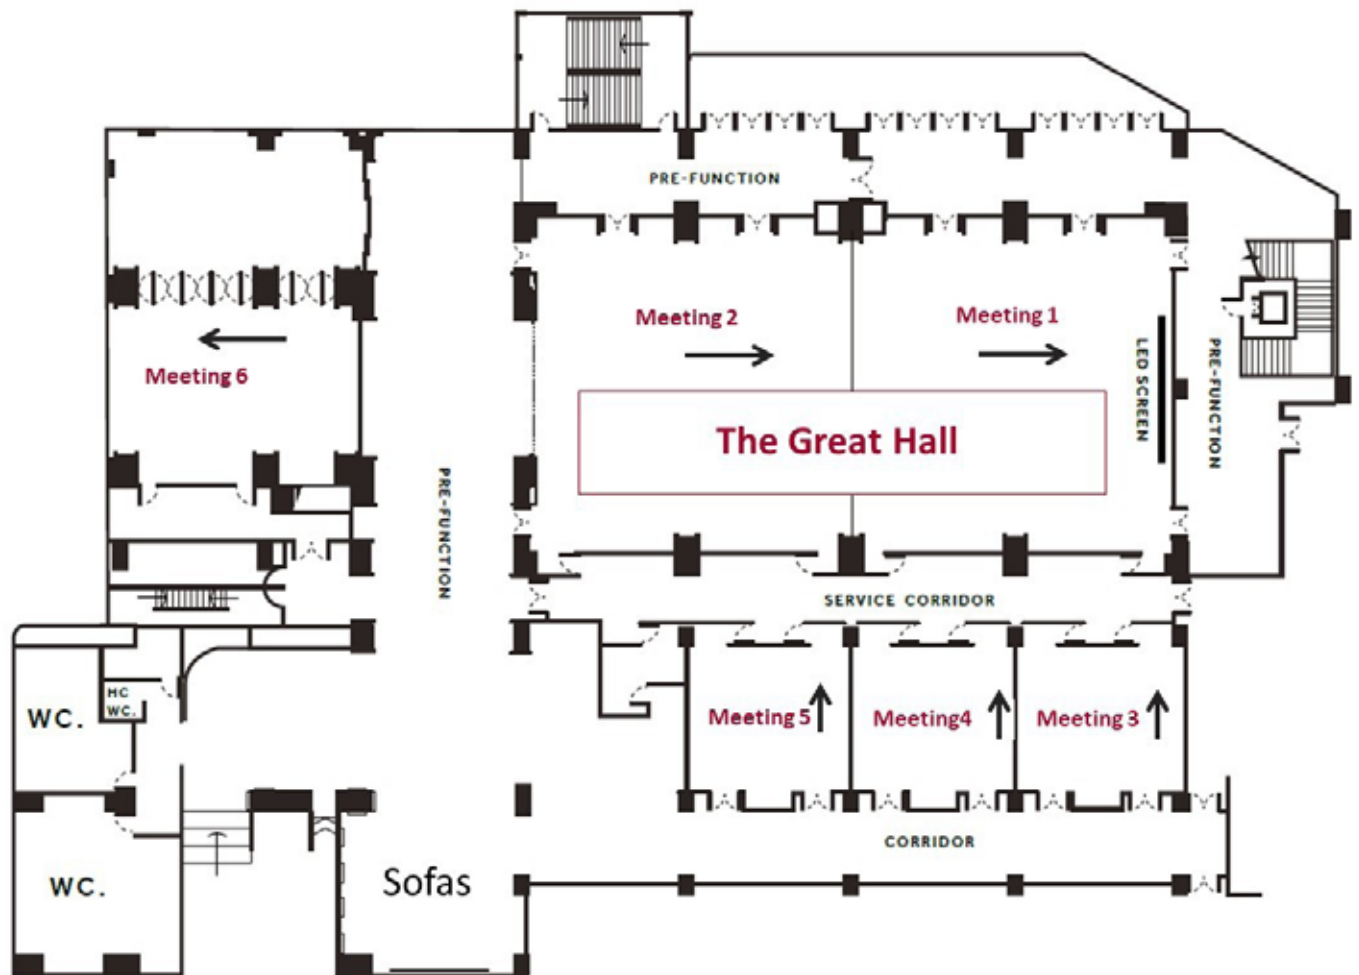 PRE-FUNCTION
Meeting 2
Meeting 1
Meeting 6
LED SCREEN
PRE-FUNCTION
The Great Hall
PRE-FUNCTION
SERVICE CORRIDOR
HC
WC.
WC.
Meeting 5
Meeting4
Meeting 3
CORRIDOR
WC.
Sofas